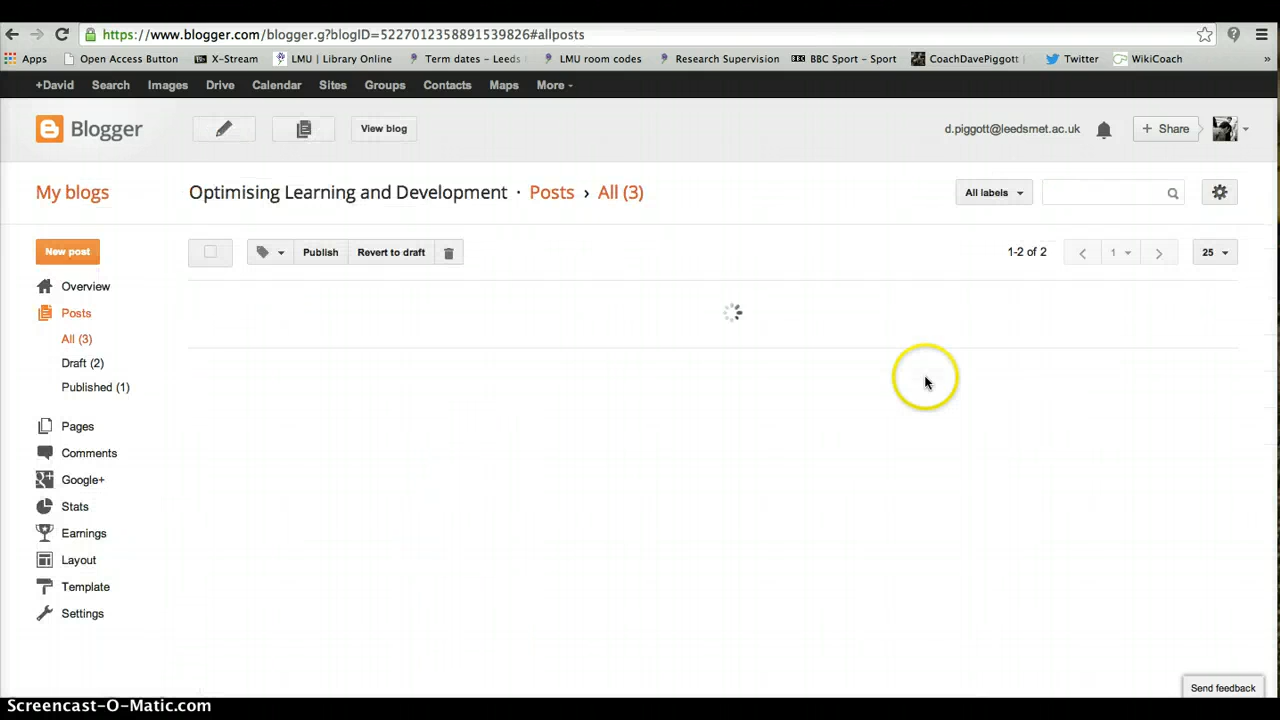 https://www.blogger.com/blogger.g?blogID=5227012358891539826#allposts
Apps Open Access Button X-Stream LMU | Library Online Term dates – Leeds LMU room codes Research Supervision BBC Sport – Sport CoachDavePiggott Twitter WikiCoach »
+David Search Images Drive Calendar Sites Groups Contacts Maps More
Blogger View blog d.piggott@leedsmet.ac.uk + Share
My blogs Optimising Learning and Development · Posts › All (3) All labels
New post Publish Revert to draft 1-2 of 2 1 25
Overview
Posts
All (3)
Draft (2)
Published (1)
Pages
Comments
Google+
Stats
Earnings
Layout
Template
Settings
Send feedback
Screencast-O-Matic.com